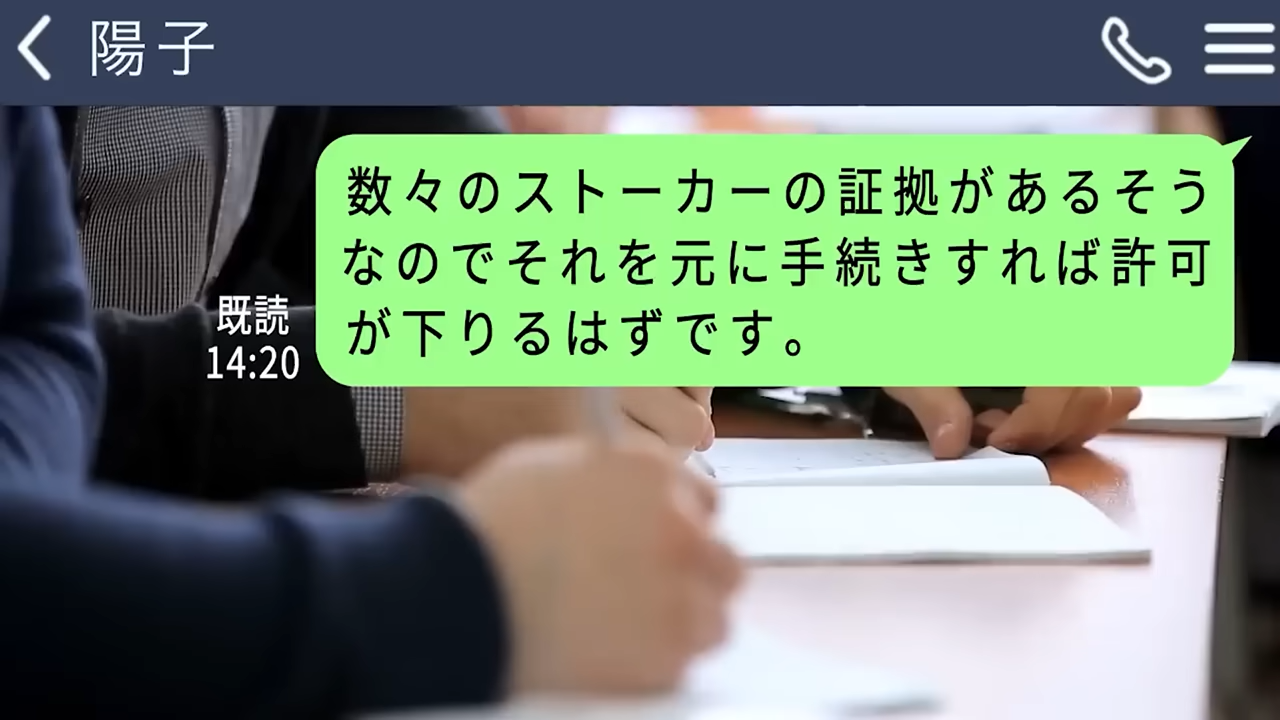 陽子
数々のストーカーの証拠があるそう
なのでそれを元に手続きすれば許可
が下りるはずです。
既読
14:20